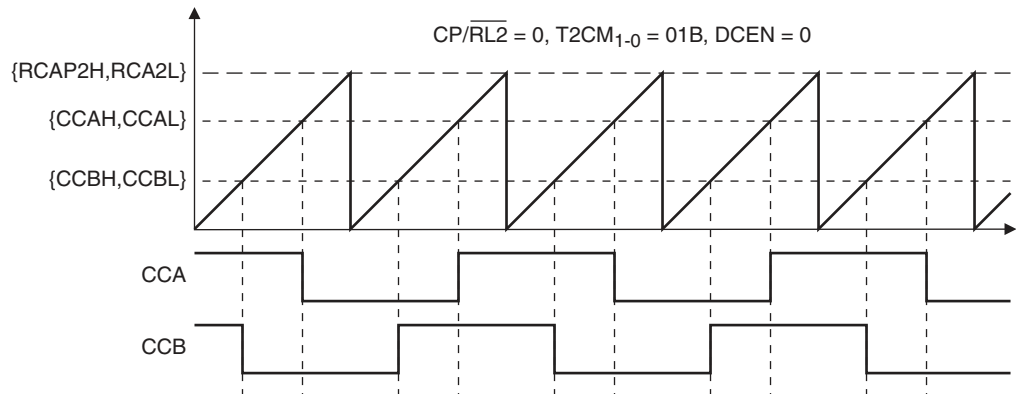 CP/RL2 = 0, T2CM1-0 = 01B, DCEN = 0
{RCAP2H,RCA2L}
{CCAH,CCAL}
{CCBH,CCBL}
CCA
CCB